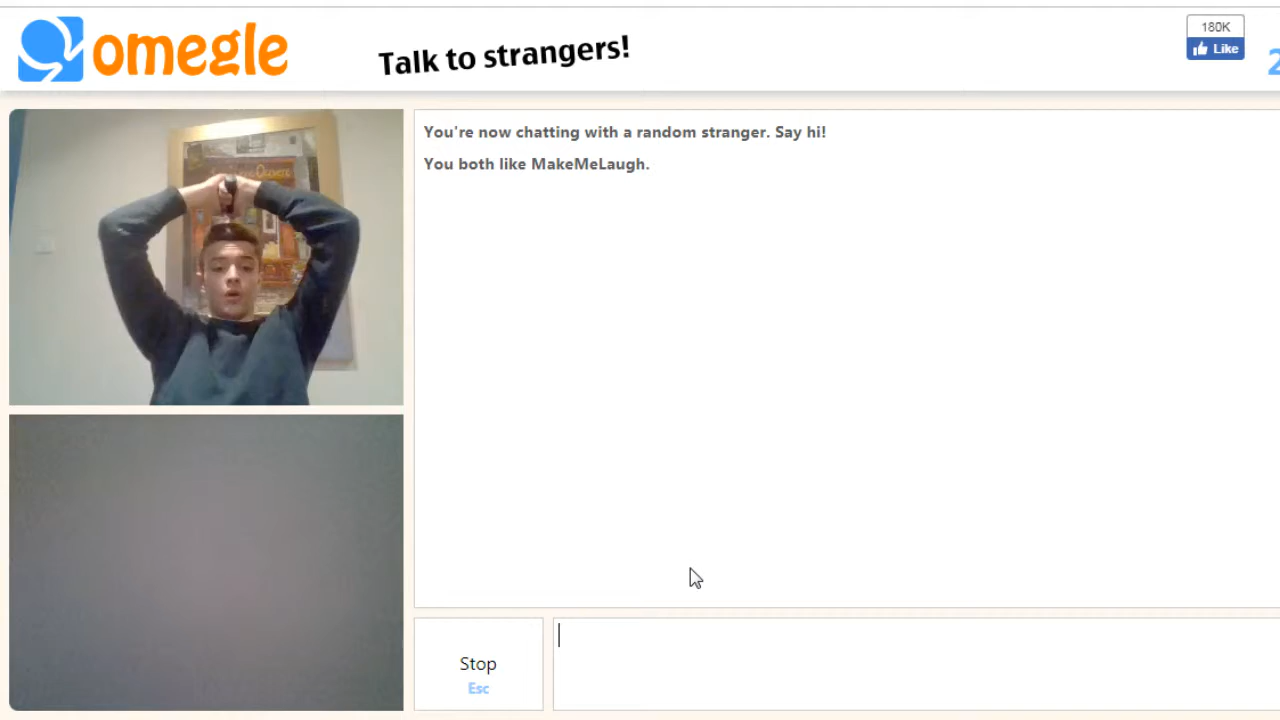 omegle
Talk to strangers!
180K
Like
2
You're now chatting with a random stranger. Say hi!
You both like MakeMeLaugh.
Stop
Esc